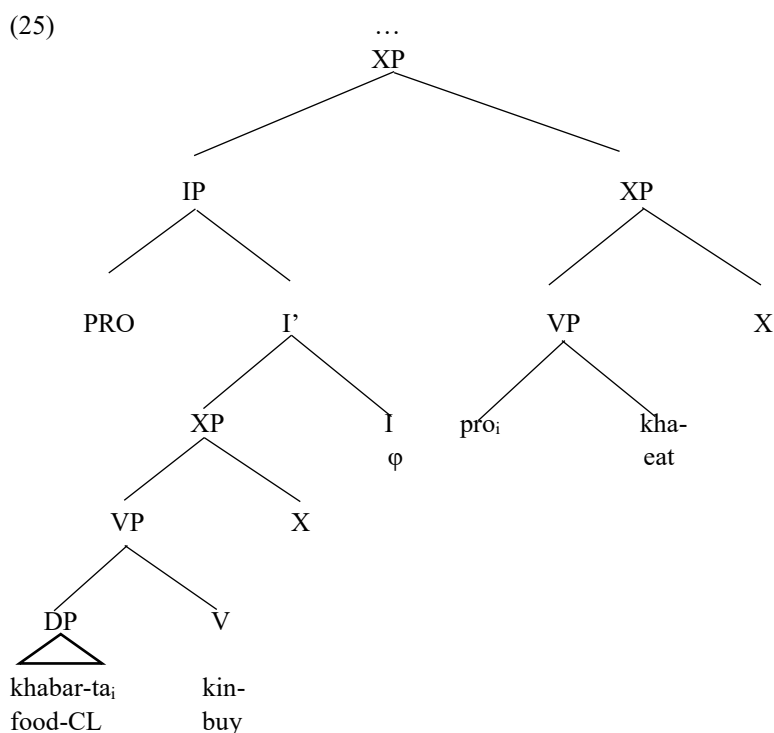 (25) …
XP
IP XP
PRO I’ VP X
XP I proᵢ kha-
φ eat
VP X
DP V
khabar-taᵢ kin-
food-CL buy